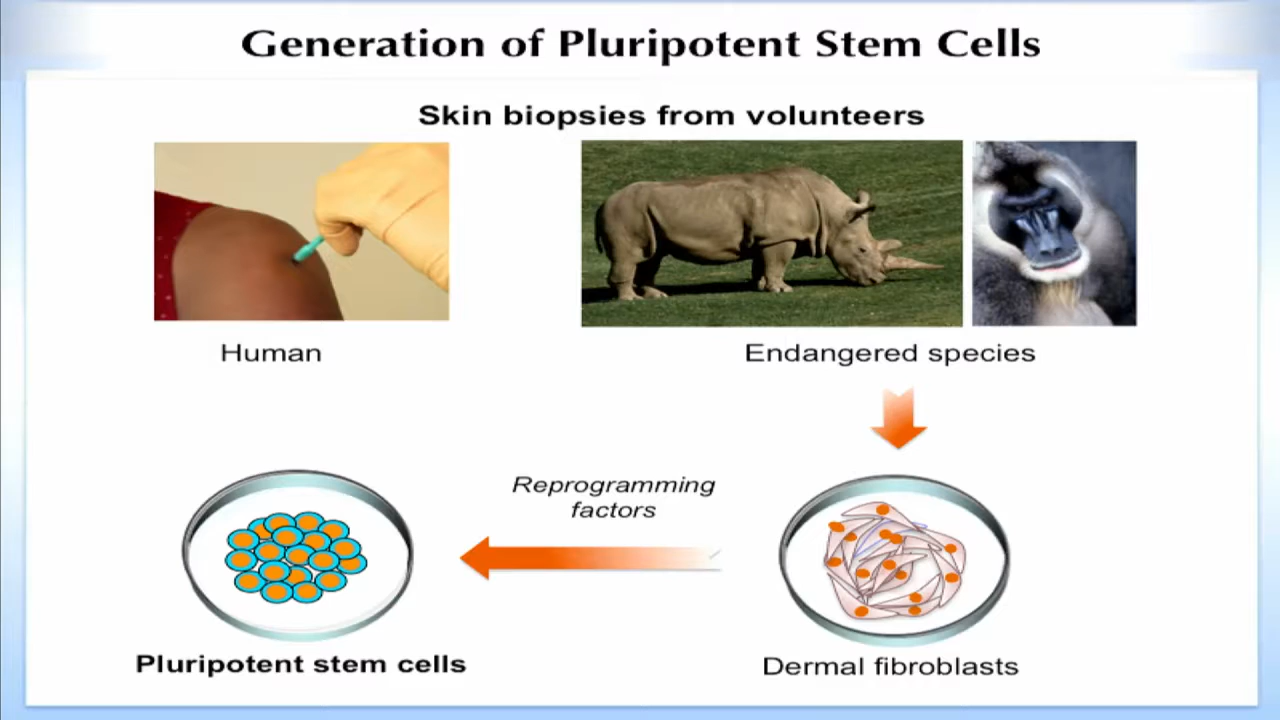 Generation of Pluripotent Stem Cells
Skin biopsies from volunteers
Human
Endangered species
Reprogramming
factors
Pluripotent stem cells
Dermal fibroblasts